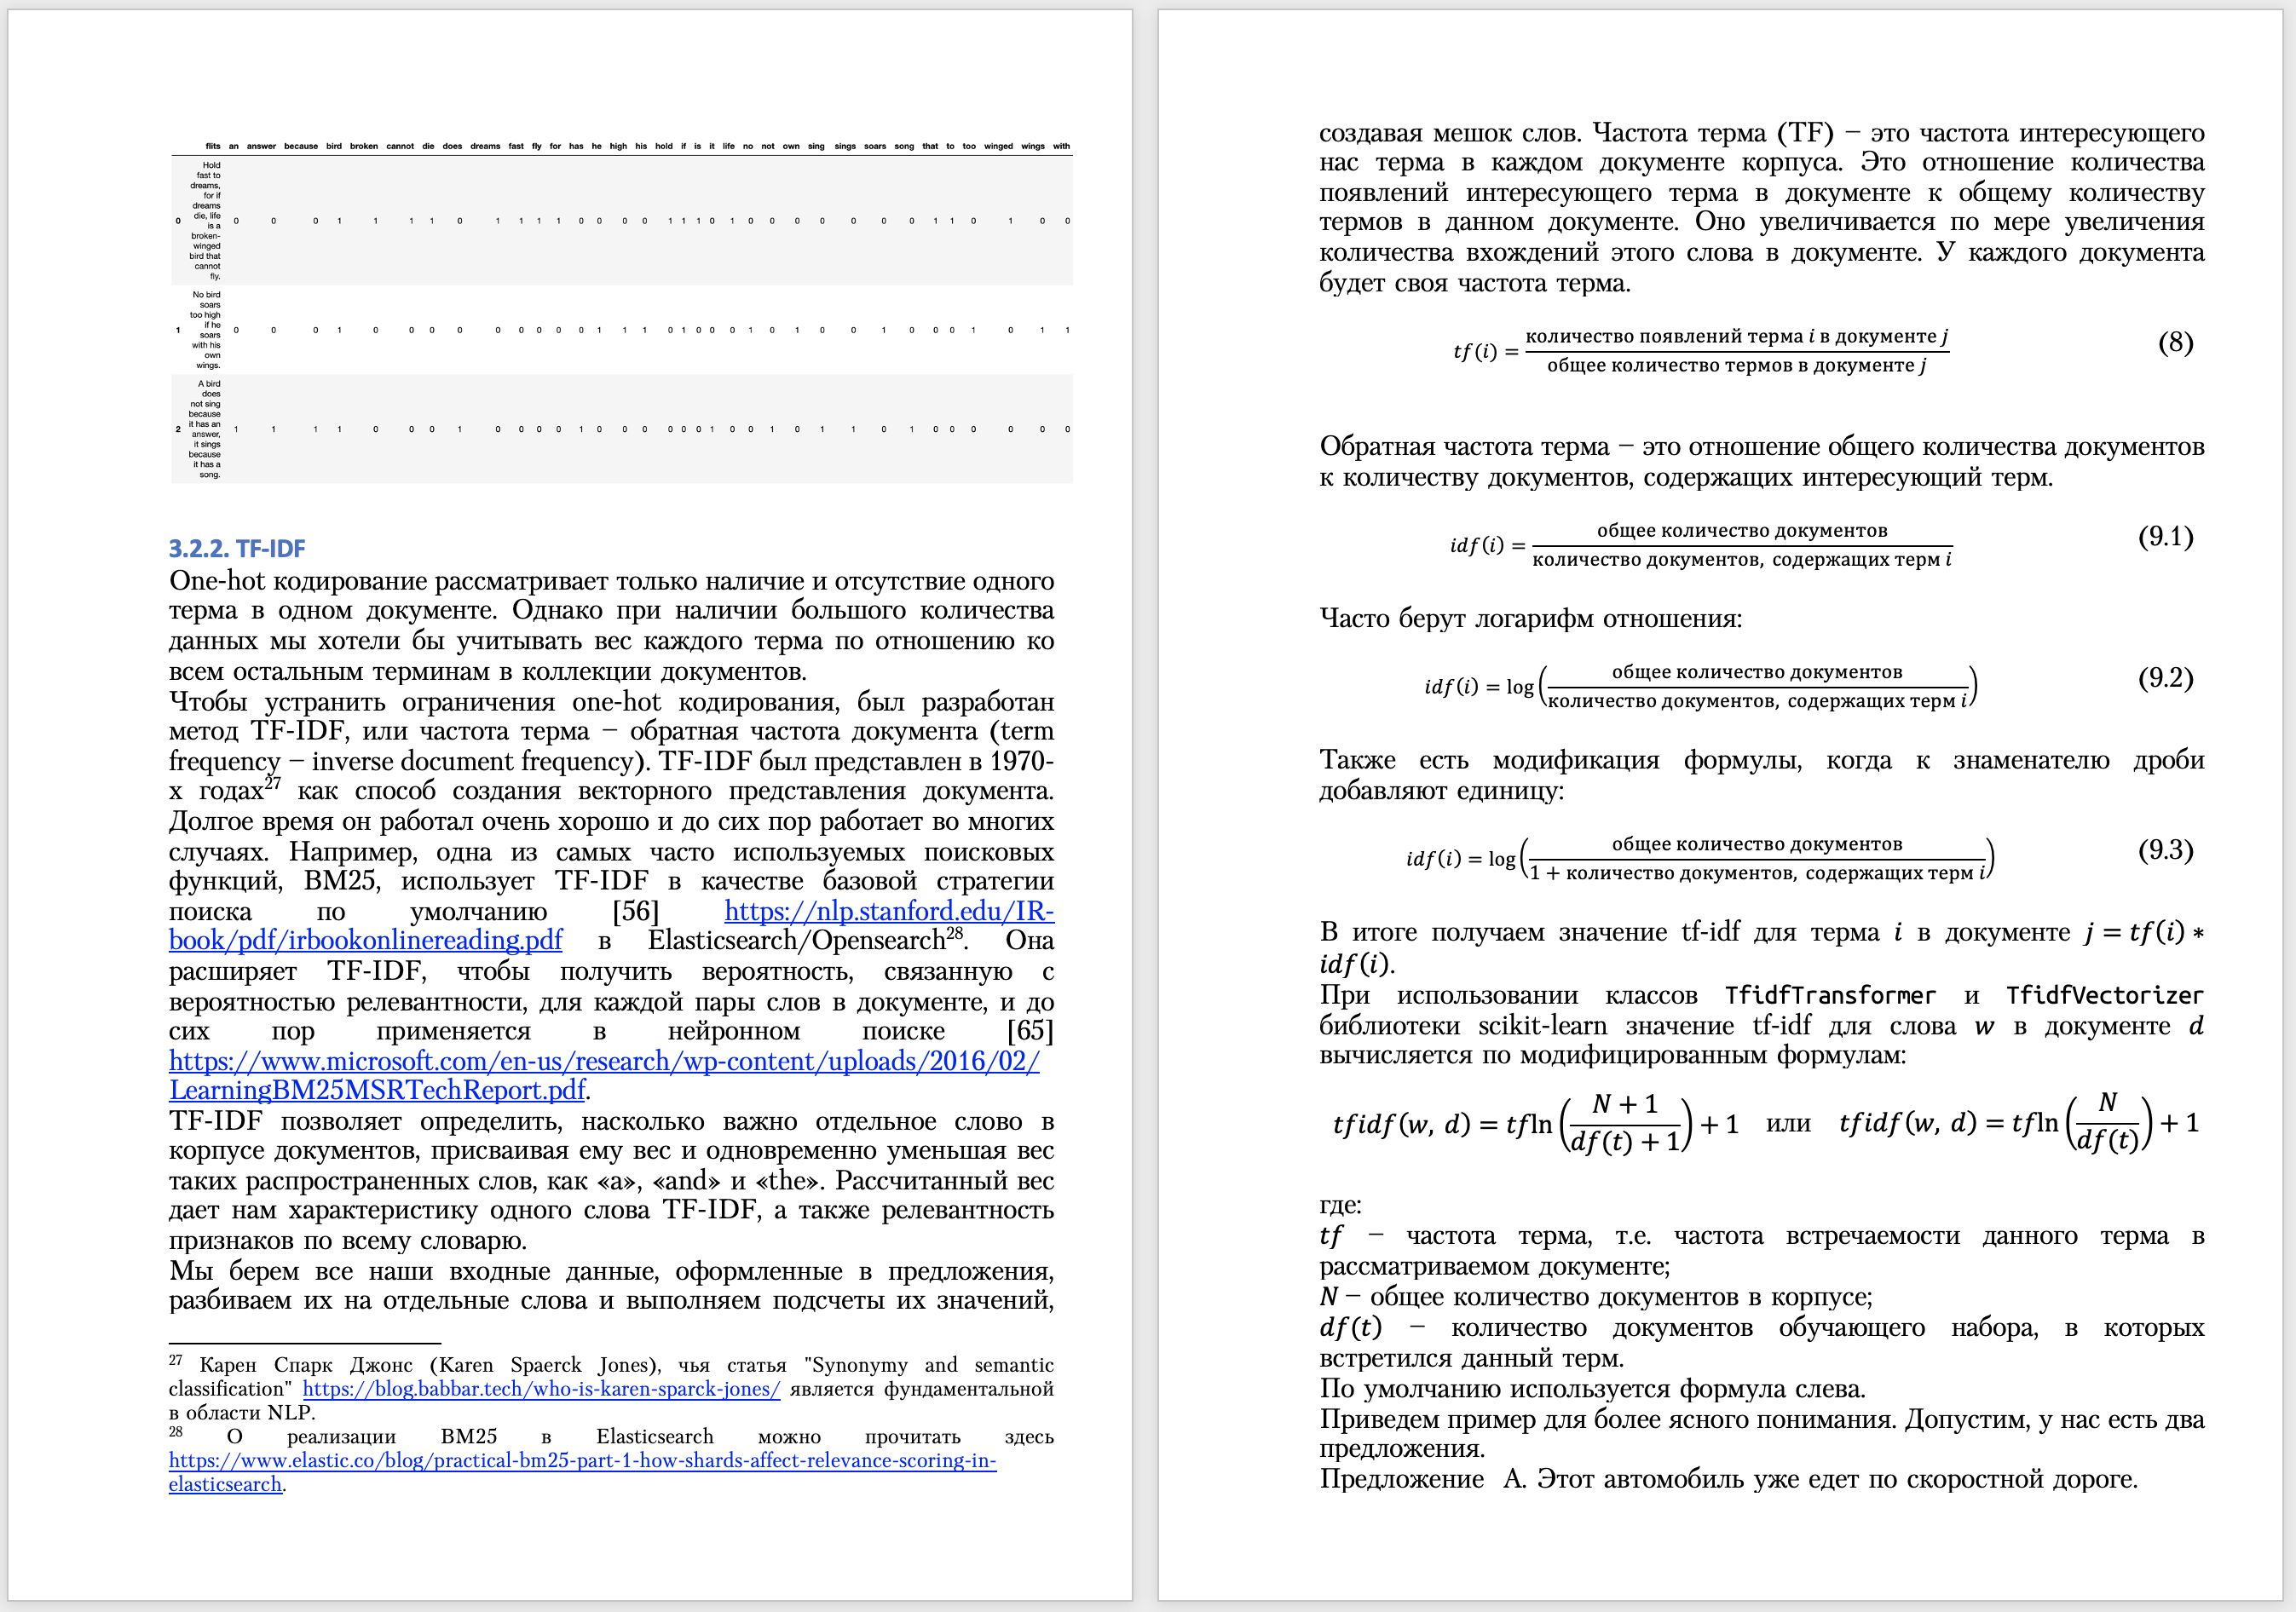 flits an answer because bird broken cannot die does dreams fast fly for has he high his hold if is it life no not own sing sings soars song that to too winged wings with
Hold
fast to
dreams,
for if
dreams
die, life
is a
broken-
winged
bird that
cannot
fly.
0 0 0 0 1 1 1 1 0 1 1 1 1 0 0 0 0 1 1 1 0 1 0 0 0 0 0 0 0 1 1 0 1 0 0
No bird
soars
too high
if he
soars
with his
own
wings.
1 0 0 0 1 0 0 0 0 0 0 0 0 0 1 1 1 0 1 0 0 0 1 0 1 0 0 1 0 0 0 1 0 1 1
A bird
does
not sing
because
it has an
answer,
it sings
because
it has a
song.
2 1 1 1 1 0 0 0 1 0 0 0 0 1 0 0 0 0 0 0 1 0 0 1 0 1 1 0 1 0 0 0 0 0 0
3.2.2. TF-IDF
One-hot кодирование рассматривает только наличие и отсутствие одного
терма в одном документе. Однако при наличии большого количества
данных мы хотели бы учитывать вес каждого терма по отношению ко
всем остальным терминам в коллекции документов.
Чтобы устранить ограничения one-hot кодирования, был разработан
метод TF-IDF, или частота терма – обратная частота документа (term
frequency – inverse document frequency). TF-IDF был представлен в 1970-
х годах27 как способ создания векторного представления документа.
Долгое время он работал очень хорошо и до сих пор работает во многих
случаях. Например, одна из самых часто используемых поисковых
функций, BM25, использует TF-IDF в качестве базовой стратегии
поиска по умолчанию [56] https://nlp.stanford.edu/IR-
book/pdf/irbookonlinereading.pdf в Elasticsearch/Opensearch28. Она
расширяет TF-IDF, чтобы получить вероятность, связанную с
вероятностью релевантности, для каждой пары слов в документе, и до
сих пор применяется в нейронном поиске [65]
https://www.microsoft.com/en-us/research/wp-content/uploads/2016/02/
LearningBM25MSRTechReport.pdf.
TF-IDF позволяет определить, насколько важно отдельное слово в
корпусе документов, присваивая ему вес и одновременно уменьшая вес
таких распространенных слов, как «a», «and» и «the». Рассчитанный вес
дает нам характеристику одного слова TF-IDF, а также релевантность
признаков по всему словарю.
Мы берем все наши входные данные, оформленные в предложения,
разбиваем их на отдельные слова и выполняем подсчеты их значений,
27 Карен Спарк Джонс (Karen Spaerck Jones), чья статья "Synonymy and semantic
classification" https://blog.babbar.tech/who-is-karen-sparck-jones/ является фундаментальной
в области NLP.
28 О реализации BM25 в Elasticsearch можно прочитать здесь
https://www.elastic.co/blog/practical-bm25-part-1-how-shards-affect-relevance-scoring-in-
elasticsearch.
создавая мешок слов. Частота терма (TF) – это частота интересующего
нас терма в каждом документе корпуса. Это отношение количества
появлений интересующего терма в документе к общему количеству
термов в данном документе. Оно увеличивается по мере увеличения
количества вхождений этого слова в документе. У каждого документа
будет своя частота терма.
tf(i) = количество появлений терма i в документе j / общее количество термов в документе j (8)
Обратная частота терма – это отношение общего количества документов
к количеству документов, содержащих интересующий терм.
idf(i) = общее количество документов / количество документов, содержащих терм i (9.1)
Часто берут логарифм отношения:
idf(i) = log(общее количество документов / количество документов, содержащих терм i) (9.2)
Также есть модификация формулы, когда к знаменателю дроби
добавляют единицу:
idf(i) = log(общее количество документов / 1 + количество документов, содержащих терм i) (9.3)
В итоге получаем значение tf-idf для терма i в документе j = tf(i) *
idf(i).
При использовании классов TfidfTransformer и TfidfVectorizer
библиотеки scikit-learn значение tf-idf для слова w в документе d
вычисляется по модифицированным формулам:
tfidf(w, d) = tfln(N + 1 / df(t) + 1) + 1 или tfidf(w, d) = tfln(N / df(t)) + 1
где:
tf – частота терма, т.е. частота встречаемости данного терма в
рассматриваемом документе;
N – общее количество документов в корпусе;
df(t) – количество документов обучающего набора, в которых
встретился данный терм.
По умолчанию используется формула слева.
Приведем пример для более ясного понимания. Допустим, у нас есть два
предложения.
Предложение А. Этот автомобиль уже едет по скоростной дороге.